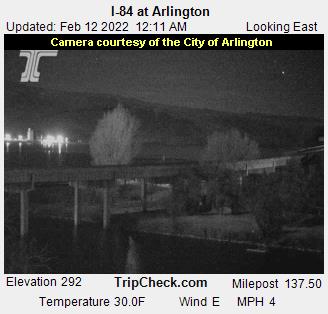 I-84 at Arlington
Updated: Feb 12 2022 12:11 AM Looking East
Camera courtesy of the City of Arlington
Elevation 292 TripCheck.com Milepost 137.50
Temperature 30.0F Wind E MPH 4